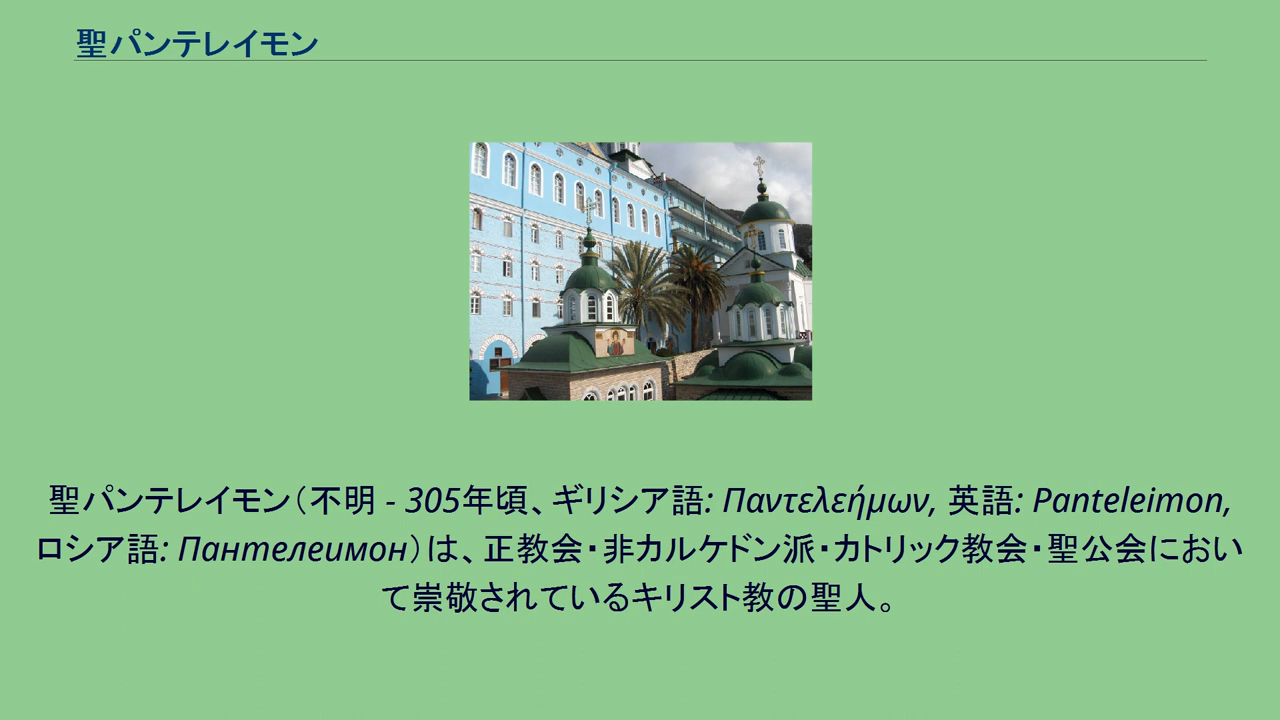 聖パンテレイモン
聖パンテレイモン（不明 - 305年頃、ギリシア語: Παντελεήμων, 英語: Panteleimon,
ロシア語: Пантелеимон）は、正教会・非カルケドン派・カトリック教会・聖公会におい
て崇敬されているキリスト教の聖人。